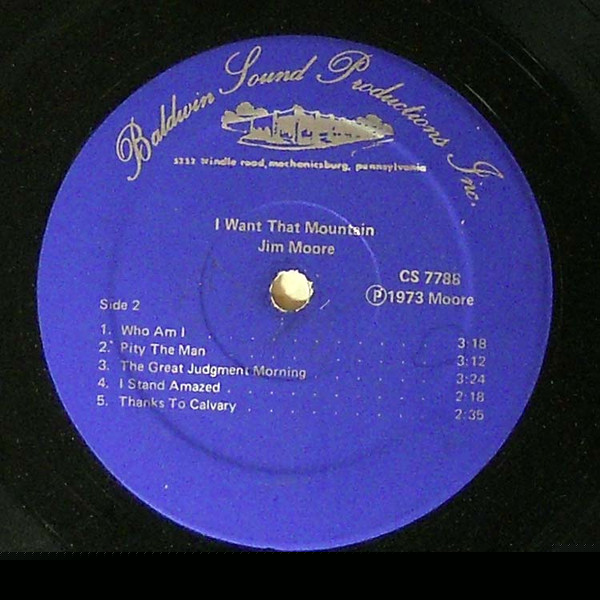 Baldwin Sound Productions Inc.
5212 trindle road, mechanicsburg, pennsylvania
I Want That Mountain
Jim Moore
CS 7788
Ⓟ1973 Moore
Side 2
1. Who Am I 3:18
2. Pity The Man 3:12
3. The Great Judgment Morning 3:24
4. I Stand Amazed 2:18
5. Thanks To Calvary 2:35